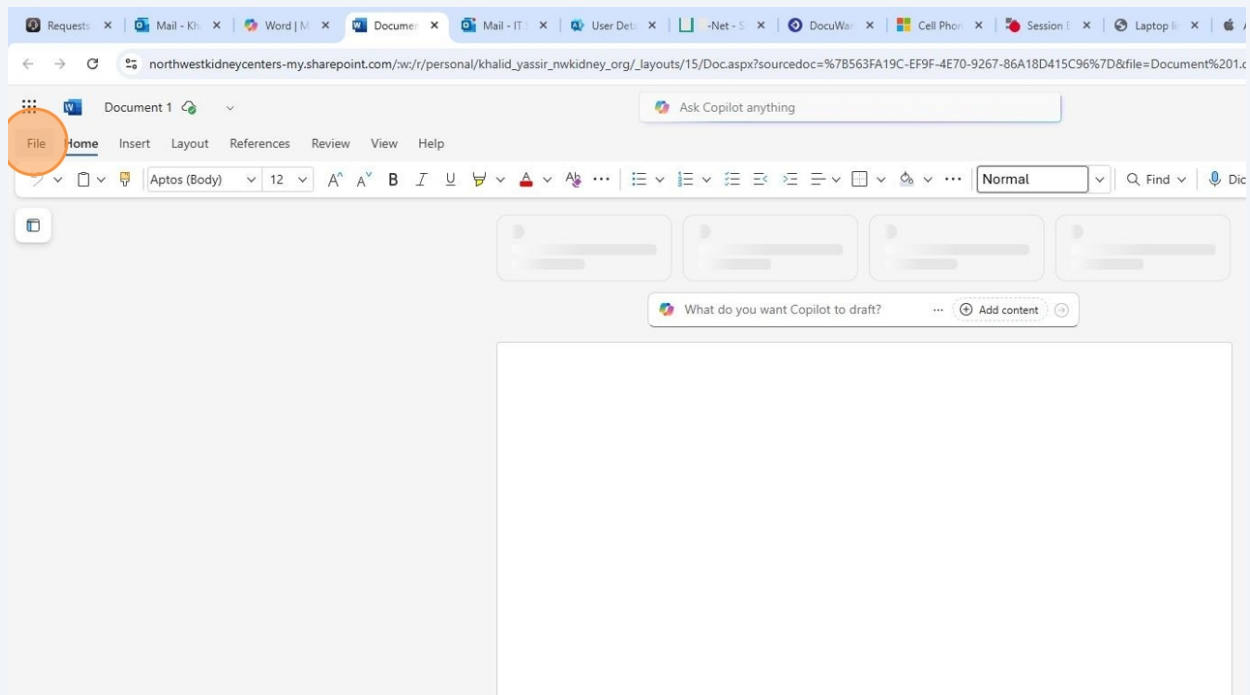 Requests Mail - Kh Word | M Documen Mail - IT User Det -Net - S DocuWar Cell Phon Session Laptop
northwestkidneycenters-my.sharepoint.com/:w:/r/personal/khalid_yassir_nwkidney_org/_layouts/15/Doc.aspx?sourcedoc=%7B563FA19C-EF9F-4E70-9267-86A18D415C96%7D&file=Document%201.c
Document 1 Ask Copilot anything
File Home Insert Layout References Review View Help
Aptos (Body) 12 A A B I U A Ab Normal Find Dic
What do you want Copilot to draft? Add content